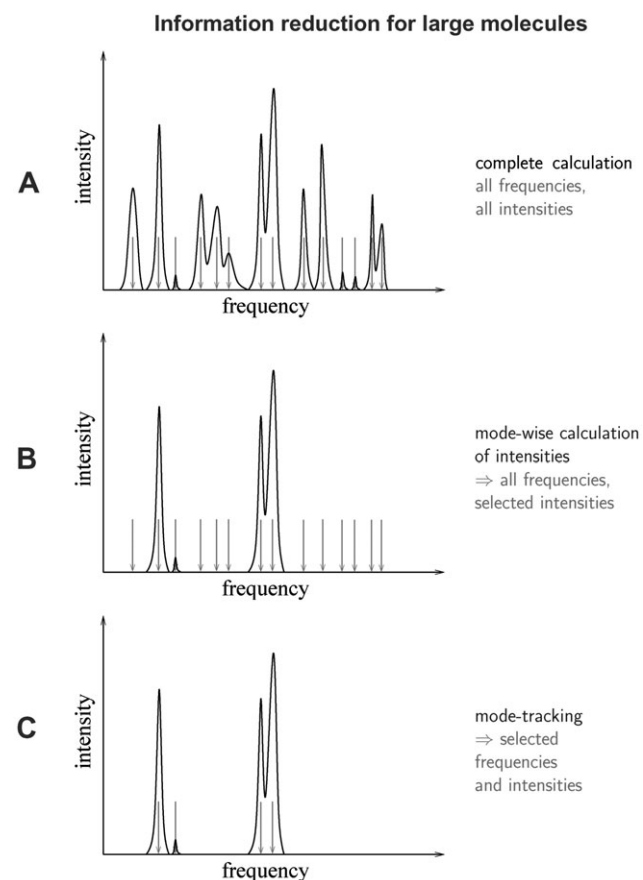 Information reduction for large molecules
A
intensity
frequency
complete calculation
all frequencies,
all intensities
B
intensity
frequency
mode-wise calculation
of intensities
⇒ all frequencies,
selected intensities
C
intensity
frequency
mode-tracking
⇒ selected
frequencies
and intensities